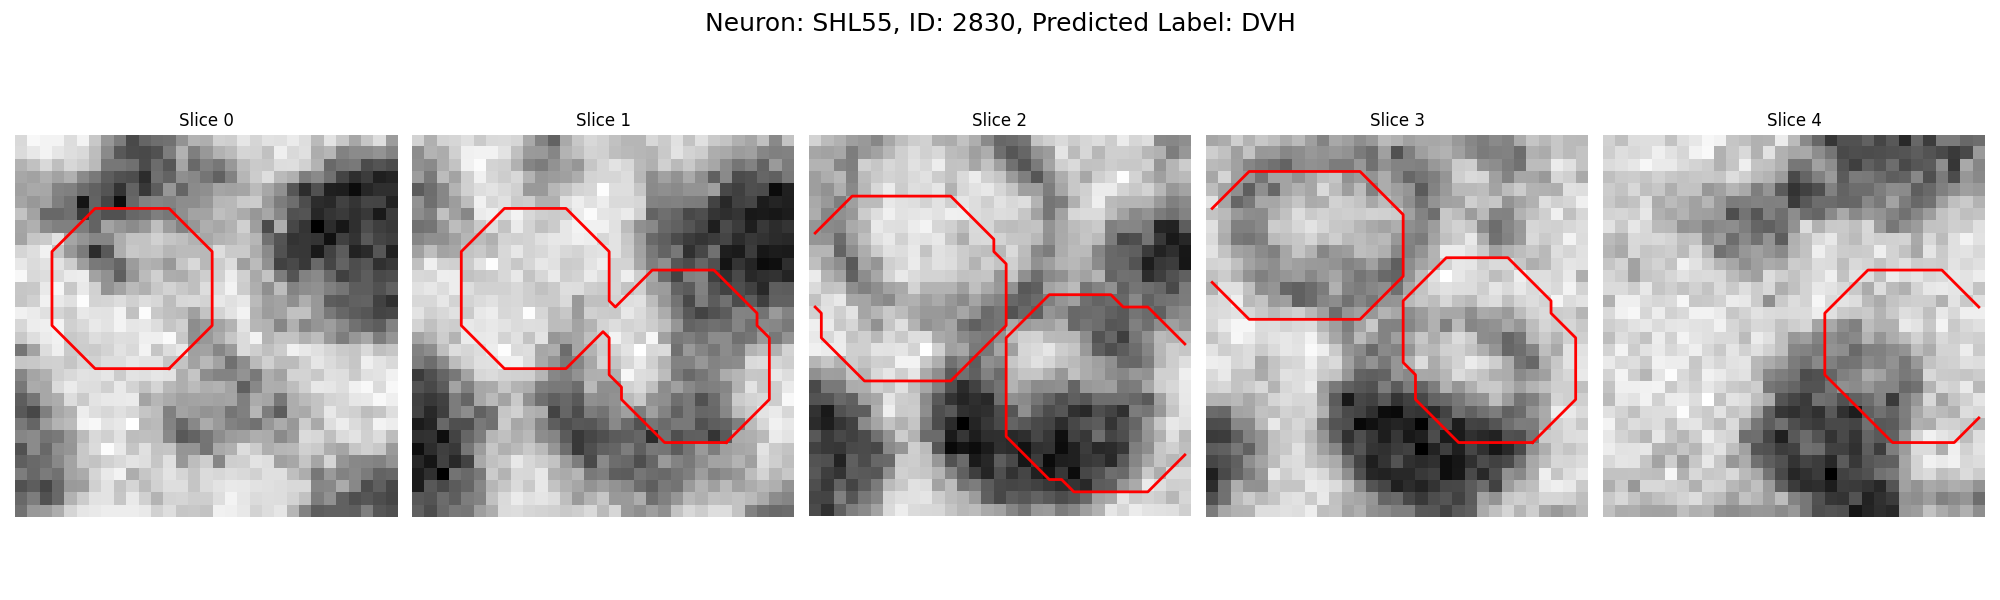 Neuron: SHL55, ID: 2830, Predicted Label: DVH
Slice 0
Slice 1
Slice 2
Slice 3
Slice 4